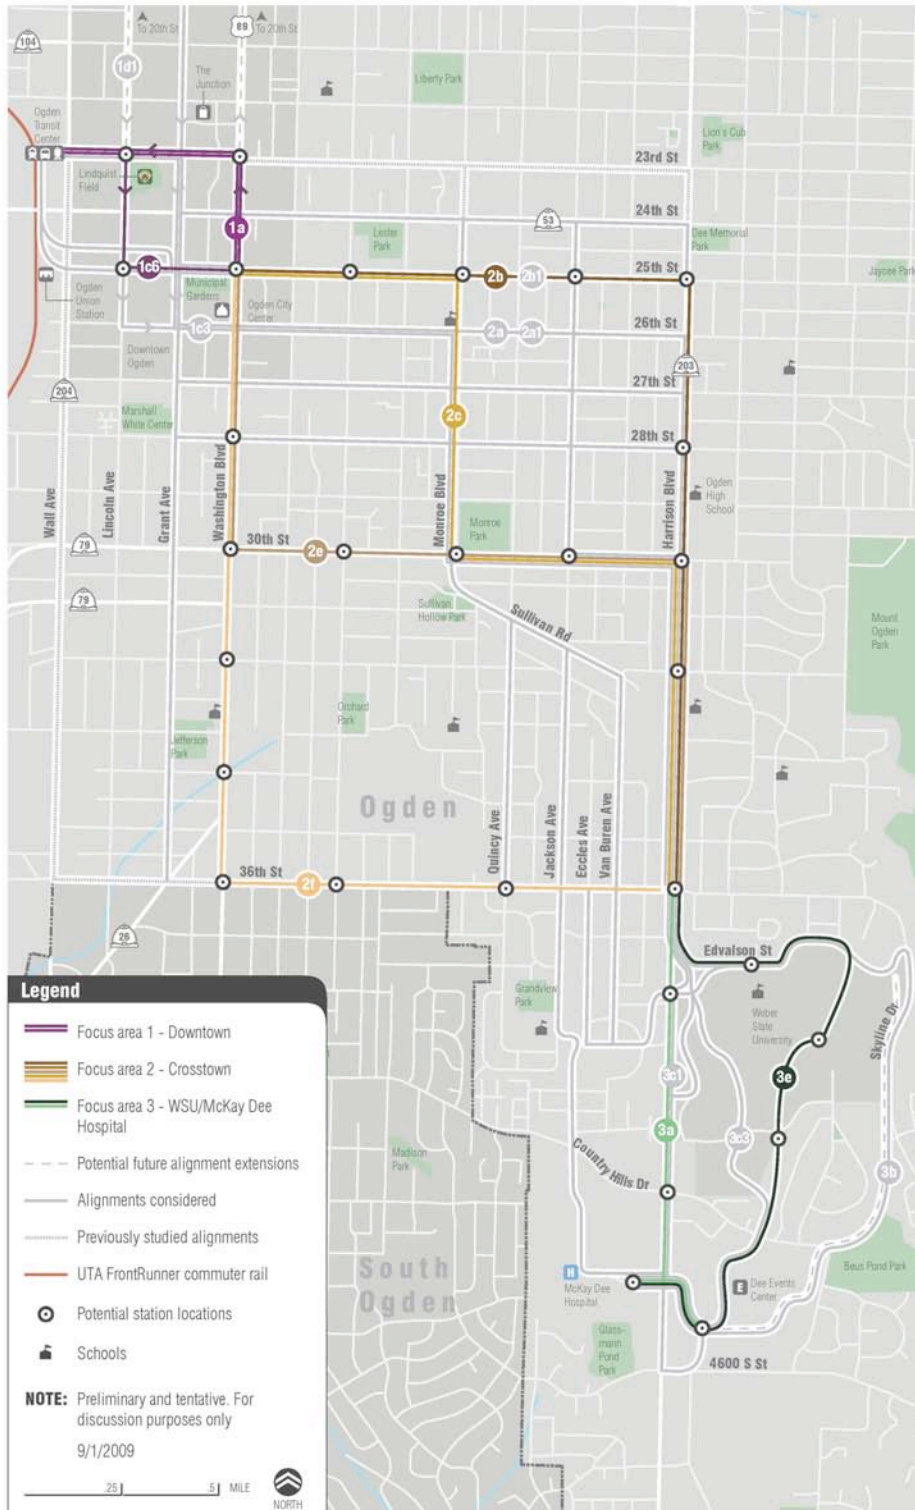 104
To 20th St
89
To 20th St
1d1
The
Junction
Liberty Park
Ogden
Transit
Center
Lion's Cub
Park
Lindquist
Field
23rd St
24th St
53
1a
Lester
Park
Dee Memorial
Park
25th St
1c6
2b
2b1
Jaycee Park
Ogden
Union
Station
Municipal
Gardens
Ogden City
Center
26th St
1c3
2a
2a1
Downtown
Ogden
203
27th St
204
Marshall
White Center
2c
28th St
Wall Ave
Lincoln Ave
Grant Ave
Washington Blvd
Monroe Blvd
Harrison Blvd
Ogden
High
School
Monroe
Park
79
30th St
2e
79
Sullivan
Hollow Park
Sullivan Rd
Mount
Ogden
Park
Orchard
Park
Jefferson
Park
Ogden
Quincy Ave
Jackson Ave
Eccles Ave
Van Buren Ave
36th St
2f
26
Edvalson St
Grandview
Park
Weber
State
University
Skyline Dr
3c1
3e
3a
3c3
Madison
Park
Country Hills Dr
3b
South
Ogden
H
McKay Dee
Hospital
E
Dee Events
Center
Beus Pond Park
Glass-
mann
Pond
Park
4600 S St
Legend
Focus area 1 - Downtown
Focus area 2 - Crosstown
Focus area 3 - WSU/McKay Dee
Hospital
Potential future alignment extensions
Alignments considered
Previously studied alignments
UTA FrontRunner commuter rail
Potential station locations
Schools
NOTE: Preliminary and tentative. For
discussion purposes only
9/1/2009
.25 .5 MILE
NORTH